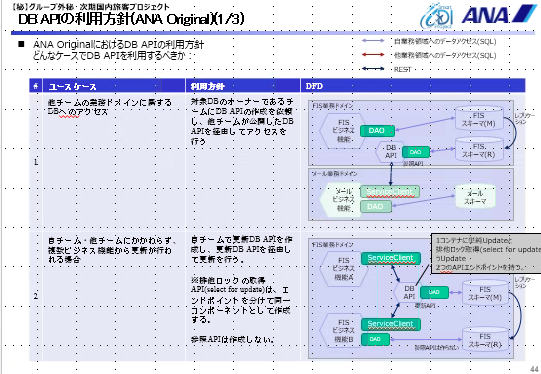 【秘】グループ外秘・次期国内旅客プロジェクト
DB APIの利用方針(ANA Original)(1/3)
ANA
■ ANA OriginalにおけるDB APIの利用方針
どんなケースでDB APIを利用するべきか：
・自業務領域へのデータアクセス(SQL)
・他業務領域へのデータアクセス(SQL)
・REST
# ユースケース 利用方針 DFD
1
他チームの業務ドメインに属する
DBへのアクセス
対象DBのオーナーであるチ
ームにDB APIの作成を依頼
し、他チームが公開したDB
APIを経由してアクセスを
行う
FIS業務ドメイン
FIS
ビジネス
機能
DAO
DB
API
DAO
参照API
FIS
スキーマ(M)
FIS
スキーマ(R)
レプリケー
ション
メール業務ドメイン
メール
ビジネス
機能
ServiceClient
DAO
メール
スキーマ
2
自チーム・他チームにかかわらず、
複数ビジネス機能から更新が行わ
れる場合
自チームで更新DB APIを作
成し、更新DB APIを経由し
て更新を行う。
※排他ロックの取得
API(select for update)は、エ
ンドポイントを分けて同一
コンポーネントとして作成
する。
参照APIは作成しない。
FIS業務ドメイン
FIS
ビジネス
機能A
ServiceClient
DB
API
DAO
更新API
FIS
スキーマ(M)
FIS
ビジネス
機能B
ServiceClient
DAO
参照APIは作らない
FIS
スキーマ(R)
1コンテナに単純Updateと
排他ロック取得(select for update
うUpdate・
2つのAPIエンドポイントを持つ。
44